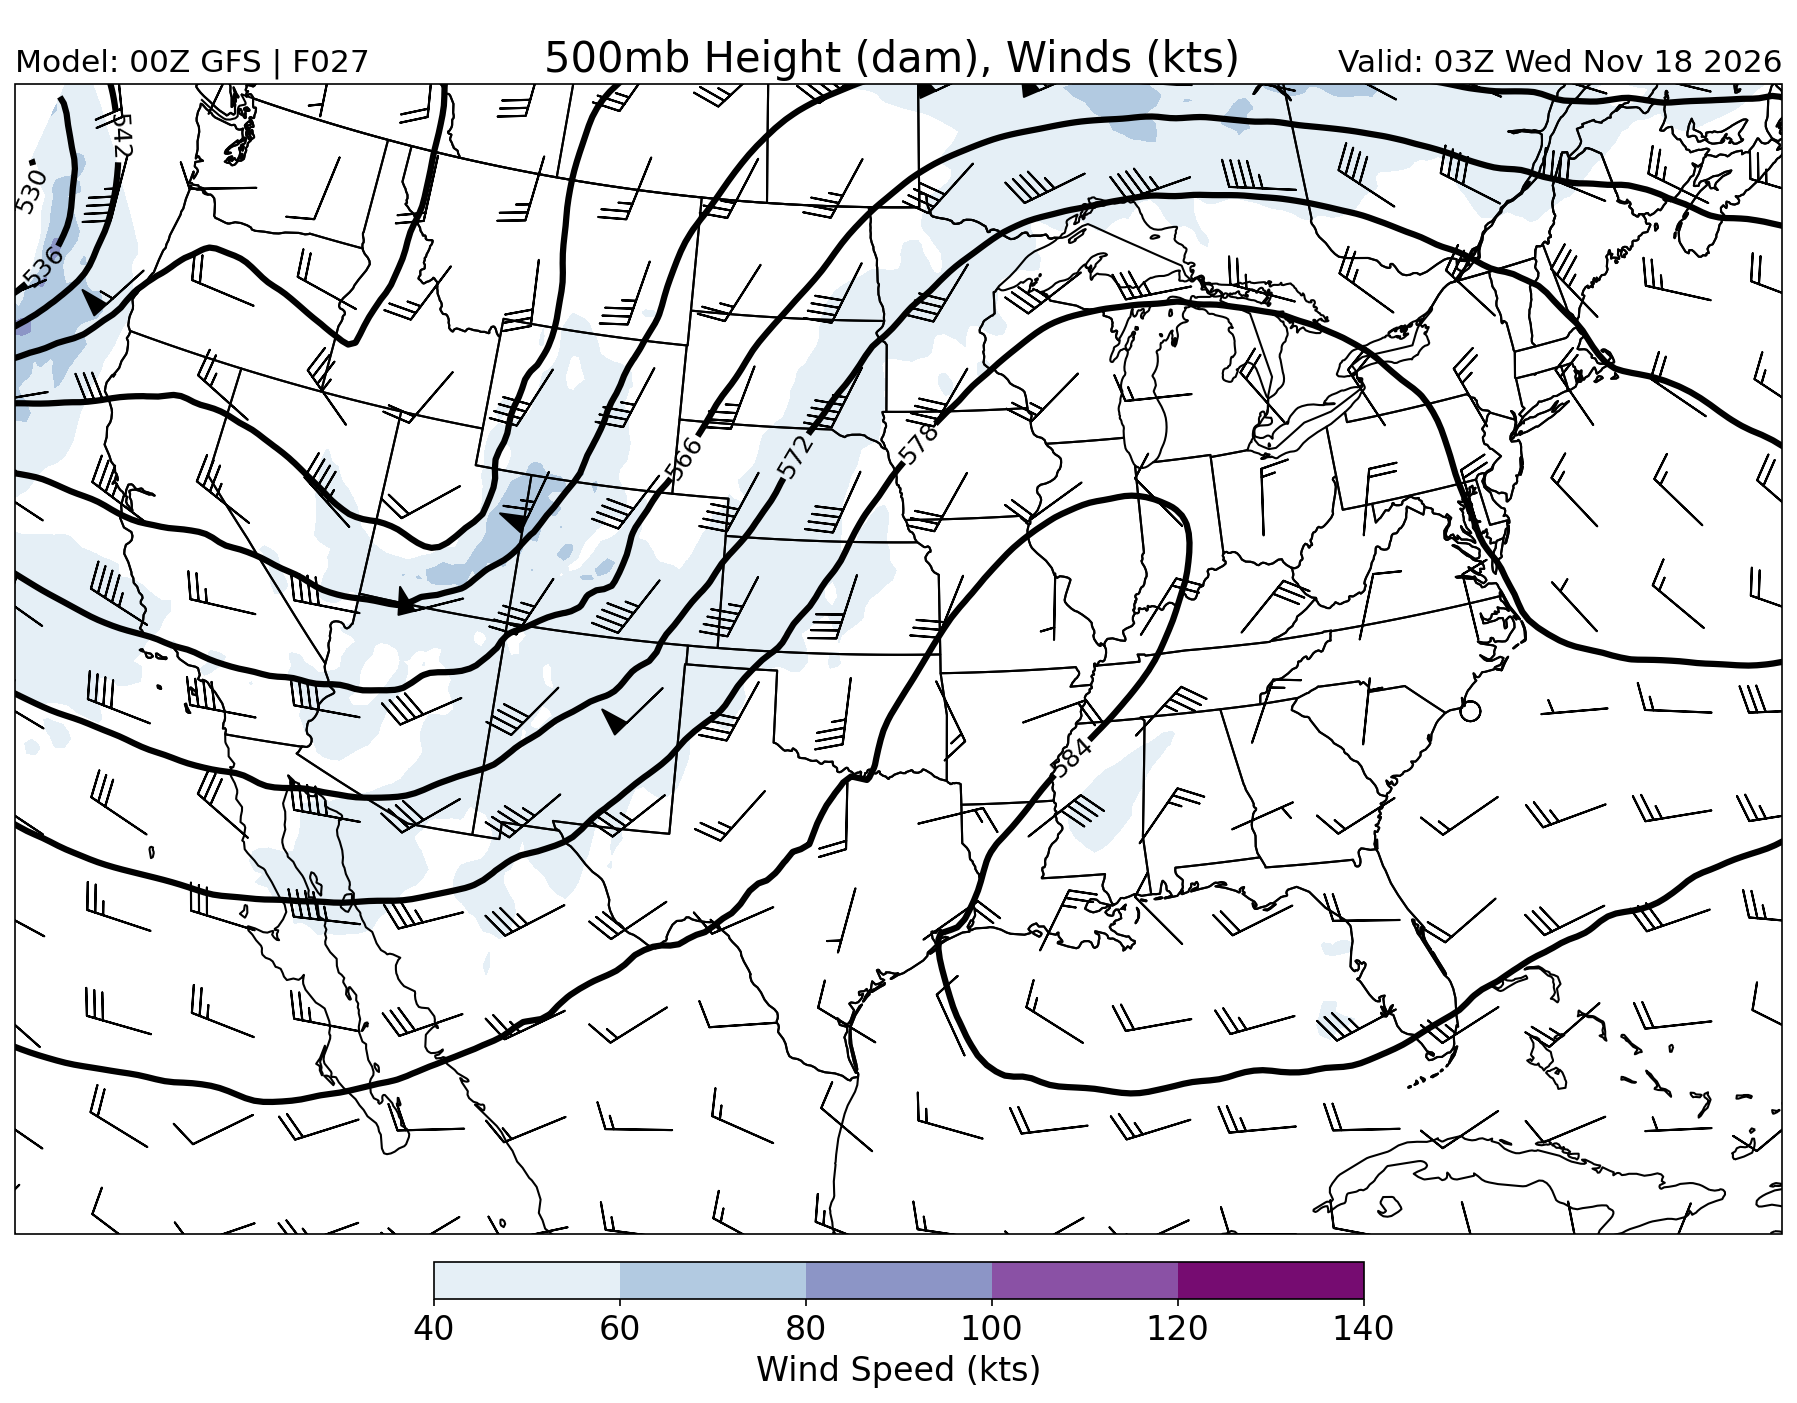 Model: 00Z GFS | F027
500mb Height (dam), Winds (kts)
Valid: 03Z Wed Nov 18 2026
542
530
536
566
572
578
584
40 60 80 100 120 140
Wind Speed (kts)